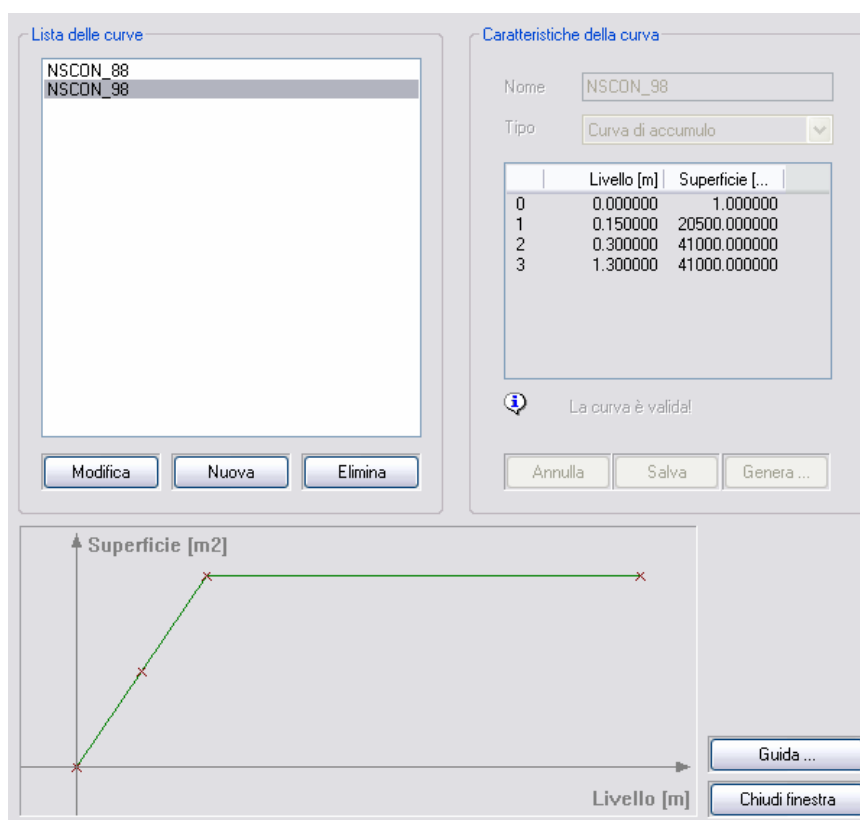 Lista delle curve
NSCON_88
NSCON_98
Modifica
Nuova
Elimina
Caratteristiche della curva
Nome
NSCON_98
Tipo
Curva di accumulo
Livello [m] Superficie [...
0 0.000000 1.000000
1 0.150000 20500.000000
2 0.300000 41000.000000
3 1.300000 41000.000000
La curva è valida!
Annulla
Salva
Genera ...
Superficie [m2]
Livello [m]
Guida ...
Chiudi finestra